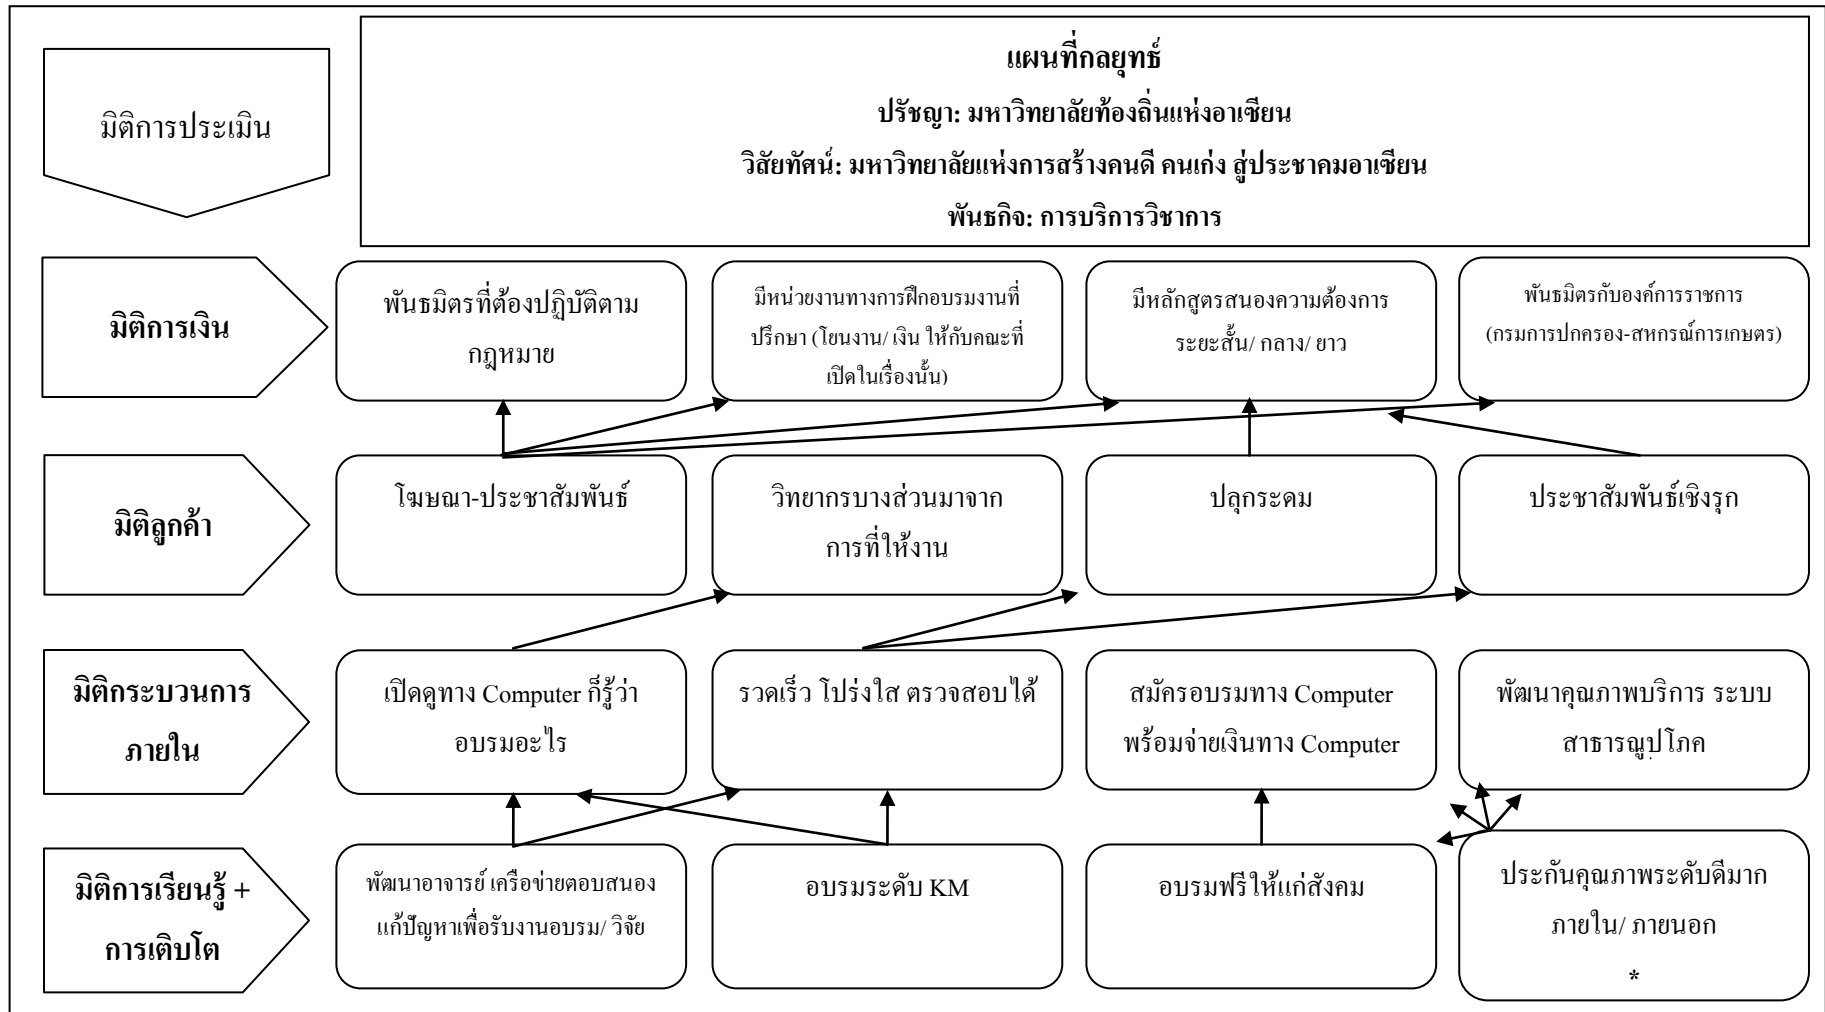 แผนที่กลยุทธ์
ปรัชญา: มหาวิทยาลัยท้องถิ่นแห่งอาเซียน
วิสัยทัศน์: มหาวิทยาลัยแห่งการสร้างคนดี คนเก่ง สู่ประชาคมอาเซียน
พันธกิจ: การบริการวิชาการ
มิติการประเมิน
มิติการเงิน
พันธมิตรที่ต้องปฏิบัติตาม
กฎหมาย
มีหน่วยงานทางการฝึกอบรมงานที่
ปรึกษา (โยนงาน/ เงิน ให้กับคณะที่
เปิดในเรื่องนั้น)
มีหลักสูตรสนองความต้องการ
ระยะสั้น/ กลาง/ ยาว
พันธมิตรกับองค์การราชการ
(กรมการปกครอง-สหกรณ์การเกษตร)
มิติลูกค้า
โฆษณา-ประชาสัมพันธ์
วิทยากรบางส่วนมาจาก
การที่ให้งาน
ปลุกระดม
ประชาสัมพันธ์เชิงรุก
มิติกระบวนการ
ภายใน
เปิดดูทาง Computer ก็รู้ว่า
อบรมอะไร
รวดเร็ว โปร่งใส ตรวจสอบได้
สมัครอบรมทาง Computer
พร้อมจ่ายเงินทาง Computer
พัฒนาคุณภาพบริการ ระบบ
สาธารณูปโภค
มิติการเรียนรู้ +
การเติบโต
พัฒนาอาจารย์ เครือข่ายตอบสนอง
แก้ปัญหาเพื่อรับงานอบรม/ วิจัย
อบรมระดับ KM
อบรมฟรีให้แก่สังคม
ประกันคุณภาพระดับดีมาก
ภายใน/ ภายนอก
*